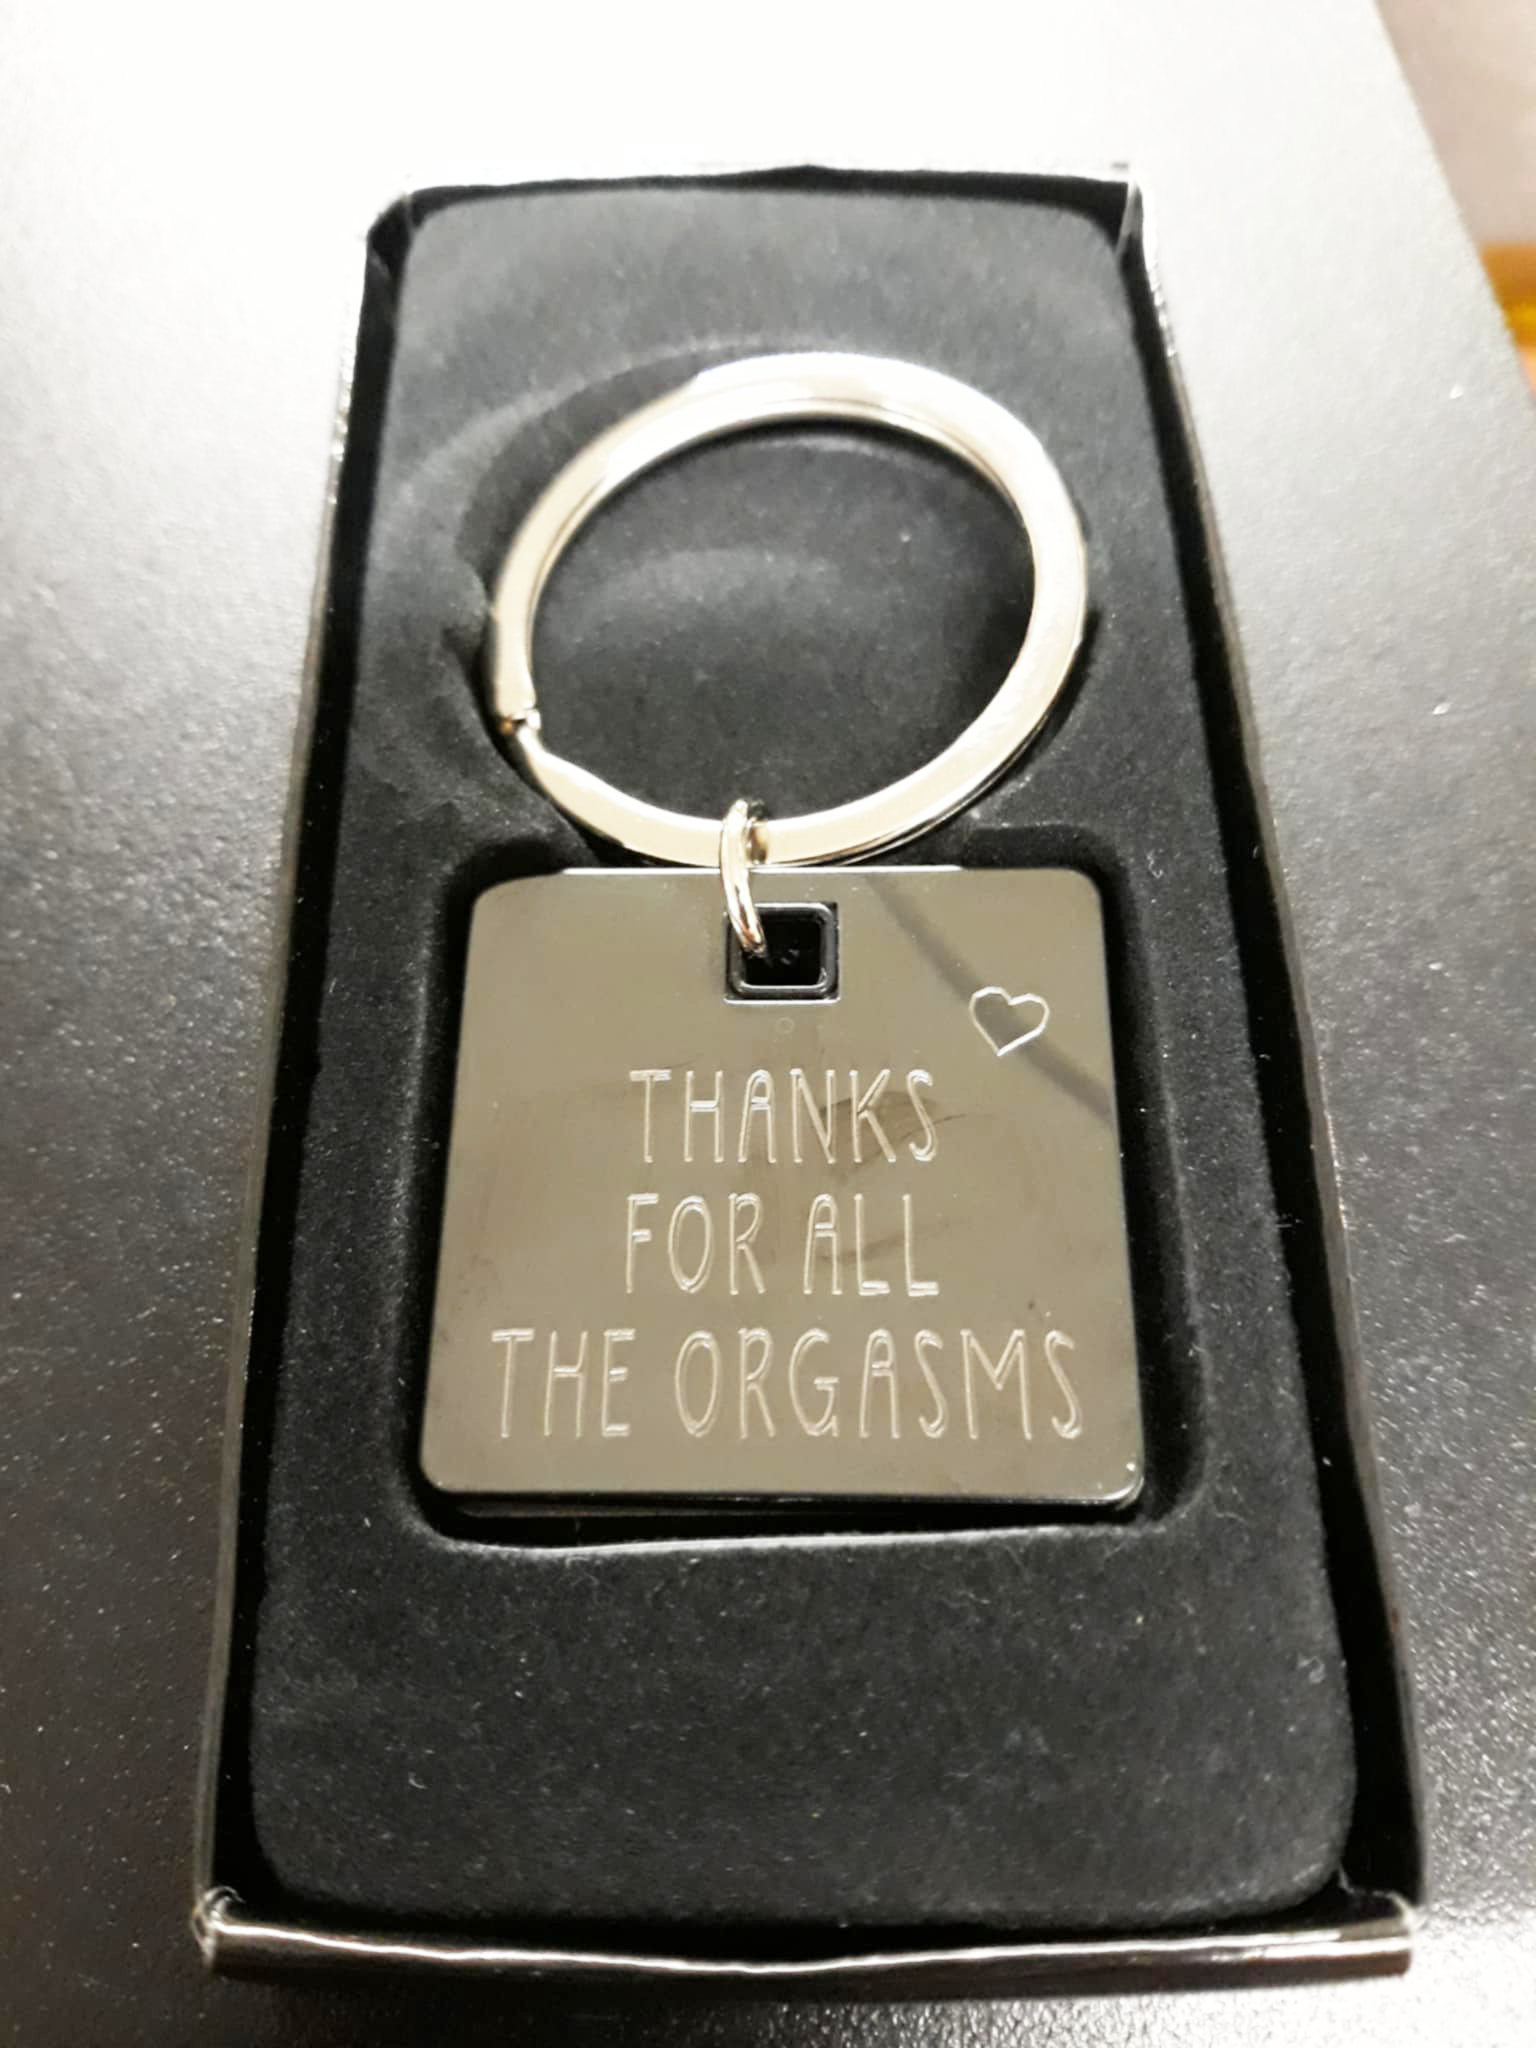 THANKS
FOR ALL
THE ORGASMS